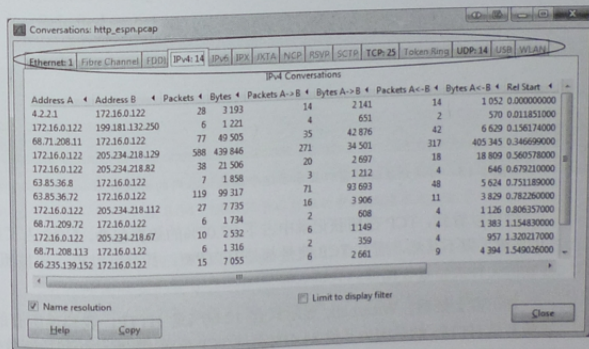 Conversations: http_espn.pcap
Ethernet: 1 Fibre Channel FDDI IPv4: 14 IPv6 IPX JXTA NCP RSVP SCTP TCP: 25 Token Ring UDP: 14 USB WLAN
IPv4 Conversations
Address A Address B Packets Bytes Packets A->B Bytes A->B Packets A<-B Bytes A<-B Rel Start
4.2.2.1 172.16.0.122 28 3 193 14 2 141 14 1 052 0.000000000
172.16.0.122 199.181.132.250 6 1 221 4 651 2 570 0.011851000
68.71.208.11 172.16.0.122 77 49 505 35 42 876 42 6 629 0.156174000
172.16.0.122 205.234.218.129 588 439 846 271 34 501 317 405 345 0.346699000
172.16.0.122 205.234.218.82 38 21 506 20 2 697 18 18 809 0.560578000
63.85.36.8 172.16.0.122 7 1 858 3 1 212 4 646 0.679210000
63.85.36.72 172.16.0.122 119 99 317 71 93 693 48 5 624 0.751189000
172.16.0.122 205.234.218.112 27 7 735 16 3 906 11 3 829 0.782260000
68.71.209.72 172.16.0.122 6 1 734 2 608 4 1 126 0.806357000
172.16.0.122 205.234.218.67 10 2 532 6 1 149 4 1 383 1.154830000
68.71.208.113 172.16.0.122 6 1 316 2 359 4 957 1.320217000
66.235.139.152 172.16.0.122 15 7 055 6 2 661 9 4 394 1.549026000
Name resolution
Limit to display filter
Help Copy Close